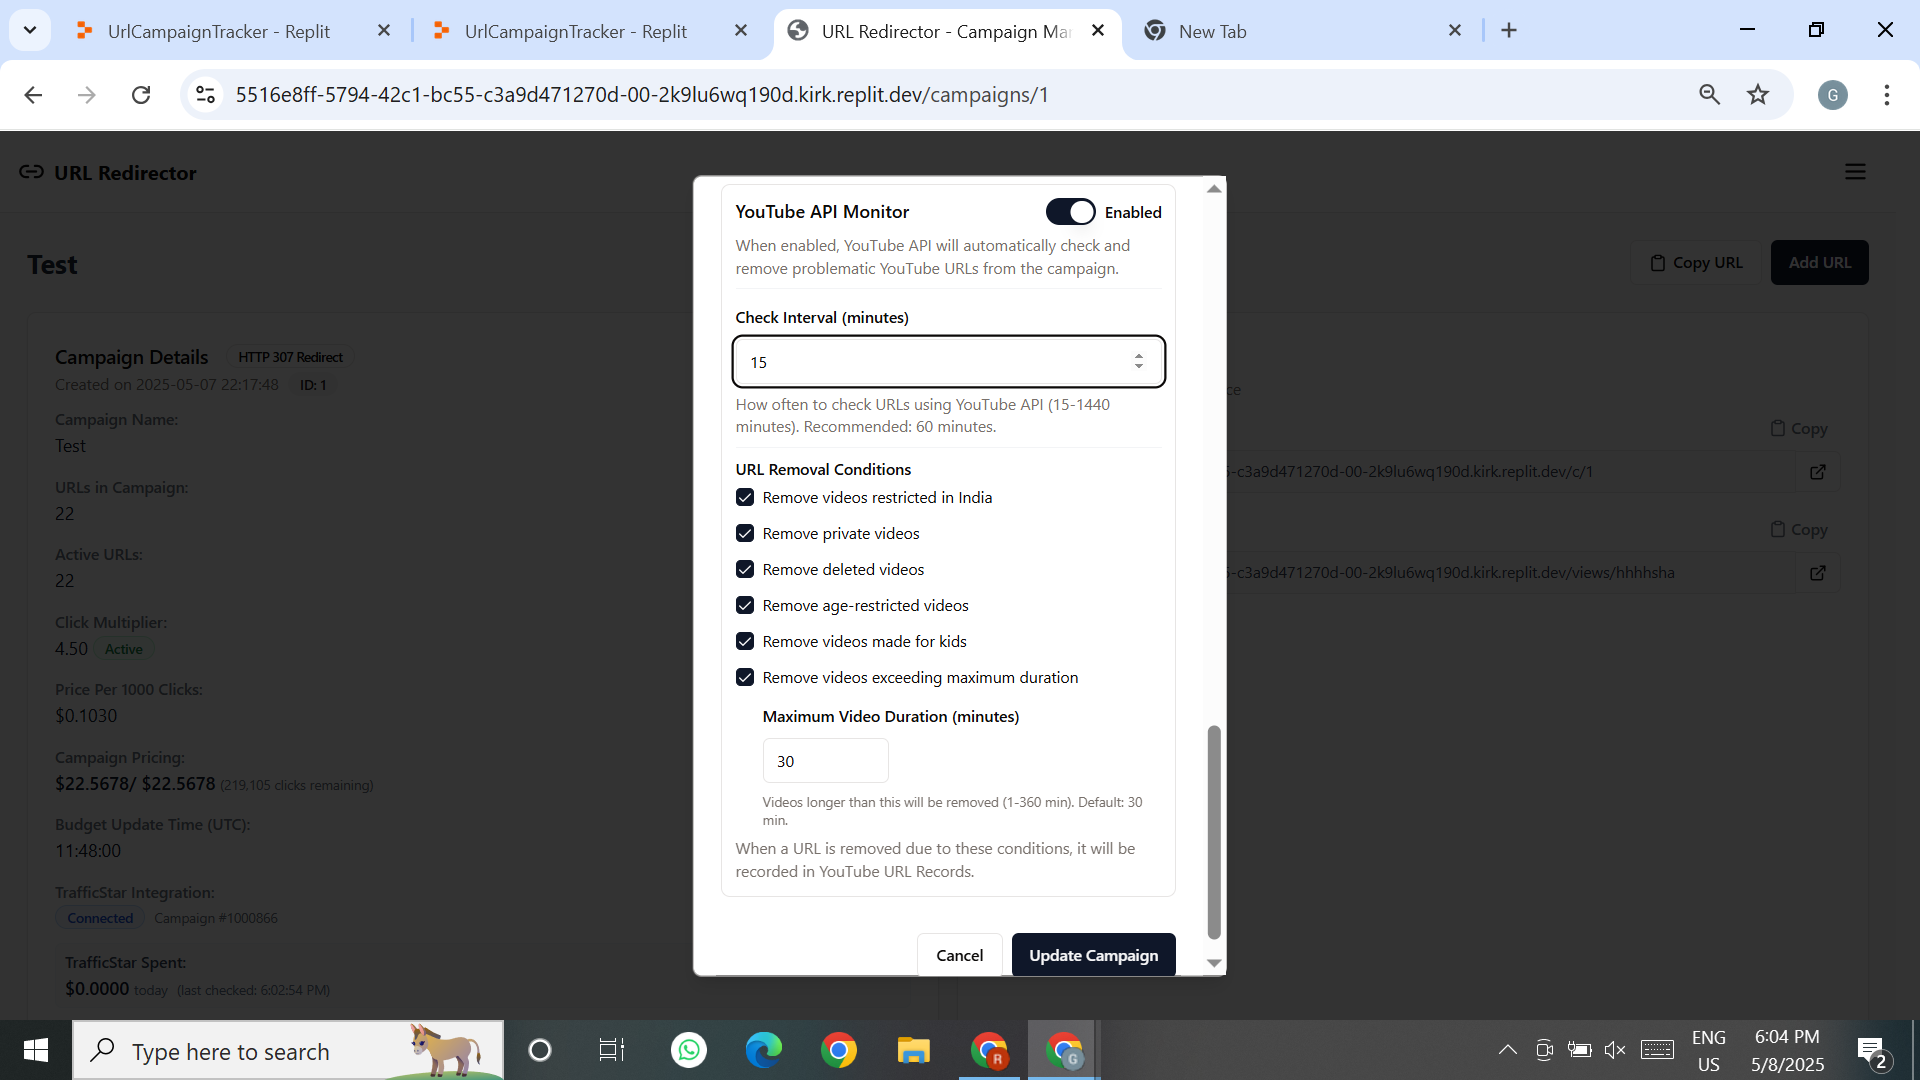 UrlCampaignTracker - Replit
UrlCampaignTracker - Replit
URL Redirector - Campaign Ma
New Tab
5516e8ff-5794-42c1-bc55-c3a9d471270d-00-2k9lu6wq190d.kirk.replit.dev/campaigns/1
G
URL Redirector
Test
Copy URL
Add URL
Campaign Details
HTTP 307 Redirect
Created on 2025-05-07 22:17:48
ID: 1
Campaign Name:
Test
URLs in Campaign:
22
Active URLs:
22
Click Multiplier:
4.50
Active
Price Per 1000 Clicks:
$0.1030
Campaign Pricing:
$22.5678/ $22.5678 (219,105 clicks remaining)
Budget Update Time (UTC):
11:48:00
TrafficStar Integration:
Connected
Campaign #1000866
TrafficStar Spent:
$0.0000 today (last checked: 6:02:54 PM)
YouTube API Monitor
Enabled
When enabled, YouTube API will automatically check and
remove problematic YouTube URLs from the campaign.
Check Interval (minutes)
15
How often to check URLs using YouTube API (15-1440
minutes). Recommended: 60 minutes.
URL Removal Conditions
Remove videos restricted in India
Remove private videos
Remove deleted videos
Remove age-restricted videos
Remove videos made for kids
Remove videos exceeding maximum duration
Maximum Video Duration (minutes)
30
Videos longer than this will be removed (1-360 min). Default: 30
min.
When a URL is removed due to these conditions, it will be
recorded in YouTube URL Records.
Cancel
Update Campaign
ce
Copy
-c3a9d471270d-00-2k9lu6wq190d.kirk.replit.dev/c/1
Copy
-c3a9d471270d-00-2k9lu6wq190d.kirk.replit.dev/views/hhhhsha
Type here to search
R
G
ENG
US
6:04 PM
5/8/2025
2